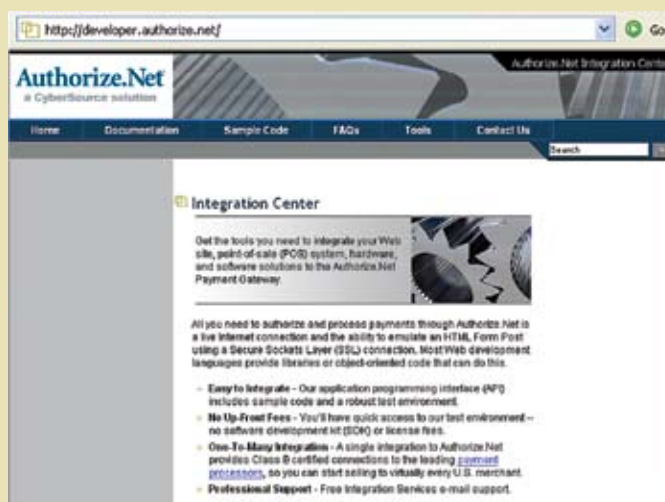 http://developer.authorize.net/
Go
Authorize.Net Integration Center
Authorize.Net
a CyberSource solution
Home Documentation Sample Code FAQs Tools Contact Us
Search
Integration Center
Get the tools you need to integrate your Web
site, point-of-sale (POS) system, hardware,
and software solutions to the Authorize.Net
Payment Gateway.
All you need to authorize and process payments through Authorize.Net is
a live Internet connection and the ability to emulate an HTML Form Post
using a Secure Sockets Layer (SSL) connection. Most Web development
languages provide libraries or object-oriented code that can do this.
Easy to Integrate - Our application programming interface (API)
includes sample code and a robust test environment.
No Up-Front Fees - You'll have quick access to our test environment --
no software development kit (SDK) or license fees.
One-To-Many Integration - A single integration to Authorize.Net
provides Class B certified connections to the leading payment
processors, so you can start selling to virtually every U.S. merchant.
Professional Support - Free Integration Services e-mail support.